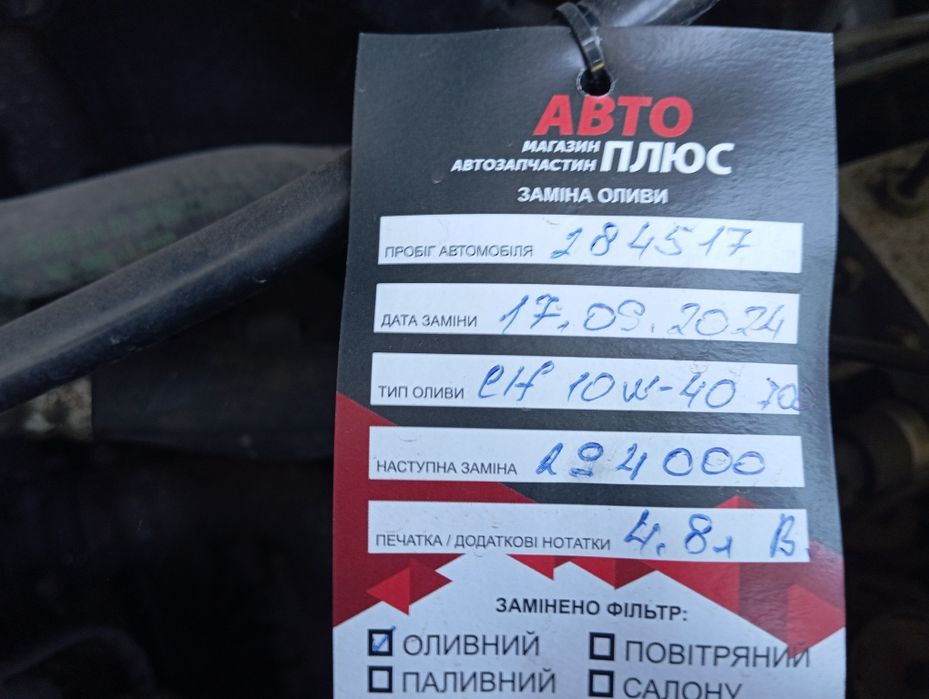 АВТО
МАГАЗИН
АВТОЗАПЧАСТИН ПЛЮС
ЗАМІНА ОЛИВИ
ПРОБІГ АВТОМОБІЛЯ 284517
ДАТА ЗАМІНИ 17.09.2024
ТИП ОЛИВИ 10w-40 700
НАСТУПНА ЗАМІНА 294000
ПЕЧАТКА / ДОДАТКОВІ НОТАТКИ 4.8л В.
ЗАМІНЕНО ФІЛЬТР:
ОЛИВНИЙ ПОВІТРЯНИЙ
ПАЛИВНИЙ САЛОНУ